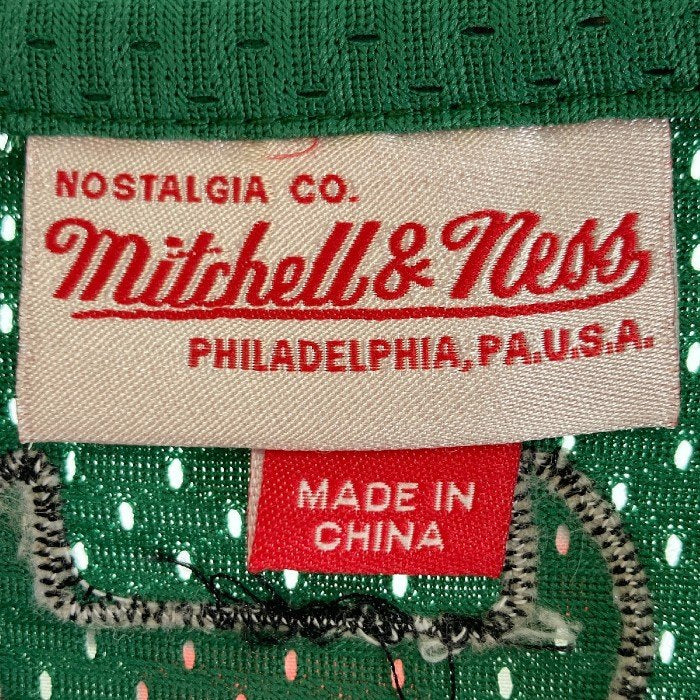 NOSTALGIA CO.
Mitchell & Ness
PHILADELPHIA, PA.U.S.A.
MADE IN
CHINA